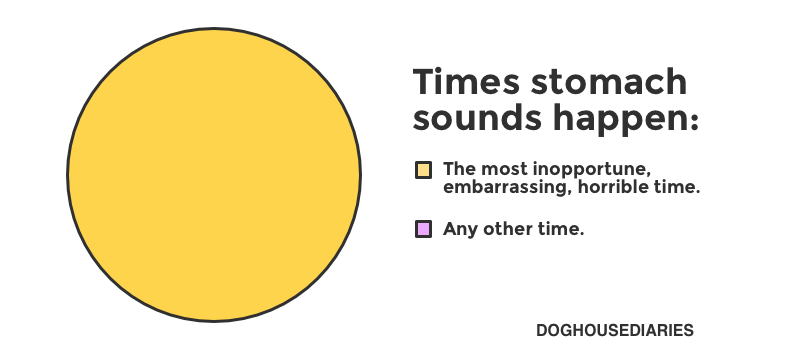 Times stomach
sounds happen:
The most inopportune,
embarrassing, horrible time.
Any other time.
DOGHOUSEDIARIES